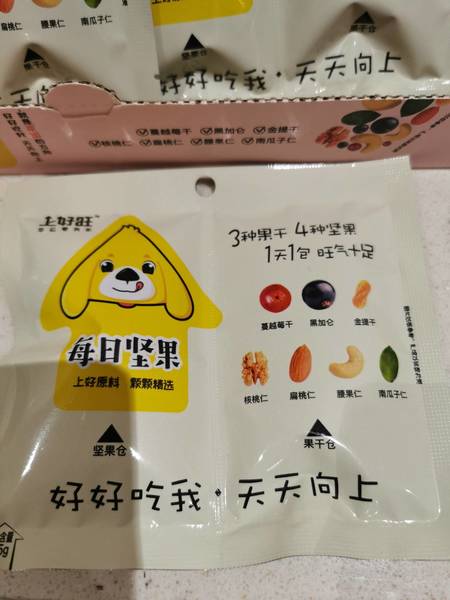 扁桃仁 腰果仁 南瓜子仁
坚果仓
果干仓
好好吃我·天天向上
蔓越莓干 黑加仑 金提干
核桃仁 扁桃仁 腰果仁 南瓜子仁
上好旺
3种果干 4种坚果
1天1包 旺气十足
每日坚果
上好原料 颗颗精选
蔓越莓干 黑加仑 金提干
核桃仁 扁桃仁 腰果仁 南瓜子仁
坚果仓
果干仓
好好吃我·天天向上